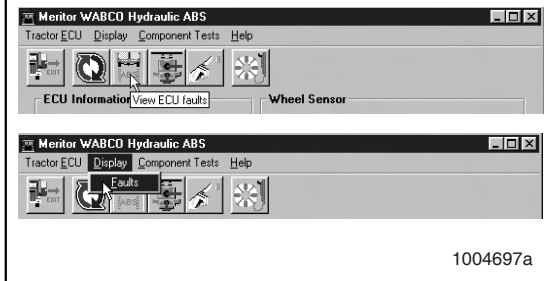 Meritor WABCO Hydraulic ABS
Tractor ECU Display Component Tests Help
EXIT ABS
ECU Information View ECU faults Wheel Sensor
Meritor WABCO Hydraulic ABS
Tractor ECU Display Component Tests Help
Faults
EXIT ABS
1004697a